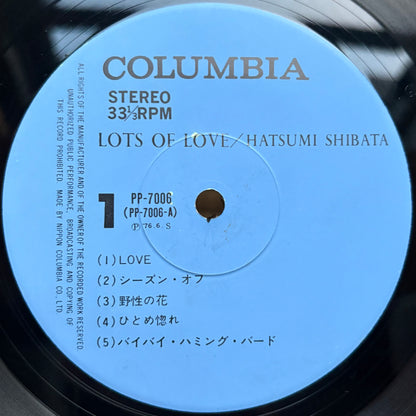 COLUMBIA
STEREO
33⅓RPM
LOTS OF LOVE/HATSUMI SHIBATA
1
PP-7006
(PP-7006-A)
Ⓟ '76.6. S
(1) LOVE
(2) シーズン・オフ
(3) 野性の花
(4) ひとめ惚れ
(5) バイバイ・ハミング・バード
ALL RIGHTS OF THE MANUFACTURER AND OF THE OWNER OF THE RECORDED WORK RESERVED.
UNAUTHORIZED PUBLIC PERFORMANCE, BROADCASTING AND COPYING OF
THIS RECORD PROHIBITED. MADE BY NIPPON COLUMBIA CO., LTD.